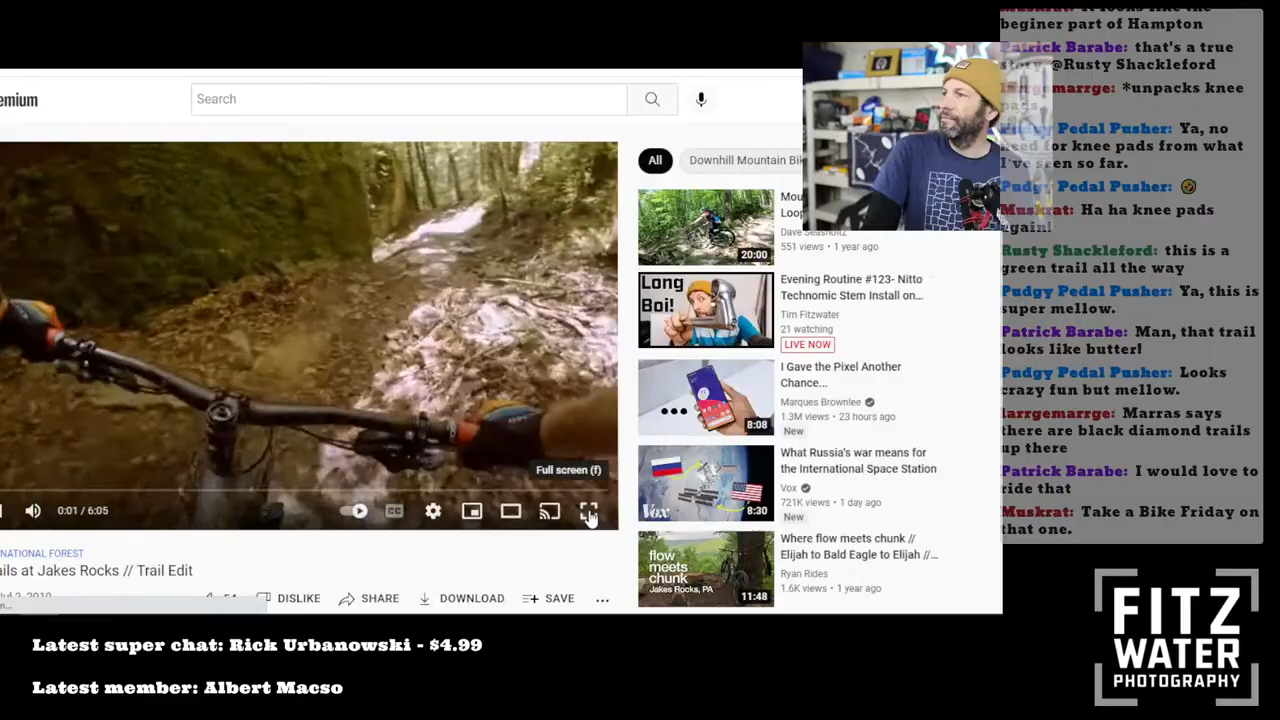 emium
Search
All
Downhill Mountain Bik
Mou
Loop
Dave Seasholtz
551 views • 1 year ago
20:00
Long
Boi!
Evening Routine #123- Nitto
Technomic Stem Install on...
Tim Fitzwater
21 watching
LIVE NOW
I Gave the Pixel Another
Chance...
Marques Brownlee
1.3M views • 23 hours ago
New
8:08
What Russia's war means for
the International Space Station
Vox
721K views • 1 day ago
New
Vox
8:30
Where flow meets chunk //
Elijah to Bald Eagle to Elijah //...
Ryan Rides
1.6K views • 1 year ago
flow
meets
chunk
Jakes Rocks, PA
11:48
Full screen (f)
0:01 / 6:05
CC
NATIONAL FOREST
ails at Jakes Rocks // Trail Edit
54
DISLIKE
SHARE
DOWNLOAD
SAVE
...
beginer part of Hampton
Patrick Barabe: that's a true
story @Rusty Shackleford
larrgemarrge: *unpacks knee
pads*
Pudgy Pedal Pusher: Ya, no
need for knee pads from what
I've seen so far.
Pudgy Pedal Pusher: 🤣
Muskrat: Ha ha knee pads
again!
Rusty Shackleford: this is a
green trail all the way
Pudgy Pedal Pusher: Ya, this is
super mellow.
Patrick Barabe: Man, that trail
looks like butter!
Pudgy Pedal Pusher: Looks
crazy fun but mellow.
larrgemarrge: Marras says
there are black diamond trails
up there
Patrick Barabe: I would love to
ride that
Muskrat: Take a Bike Friday on
that one.
Latest super chat: Rick Urbanowski - $4.99
Latest member: Albert Macso
FITZ
WATER
PHOTOGRAPHY